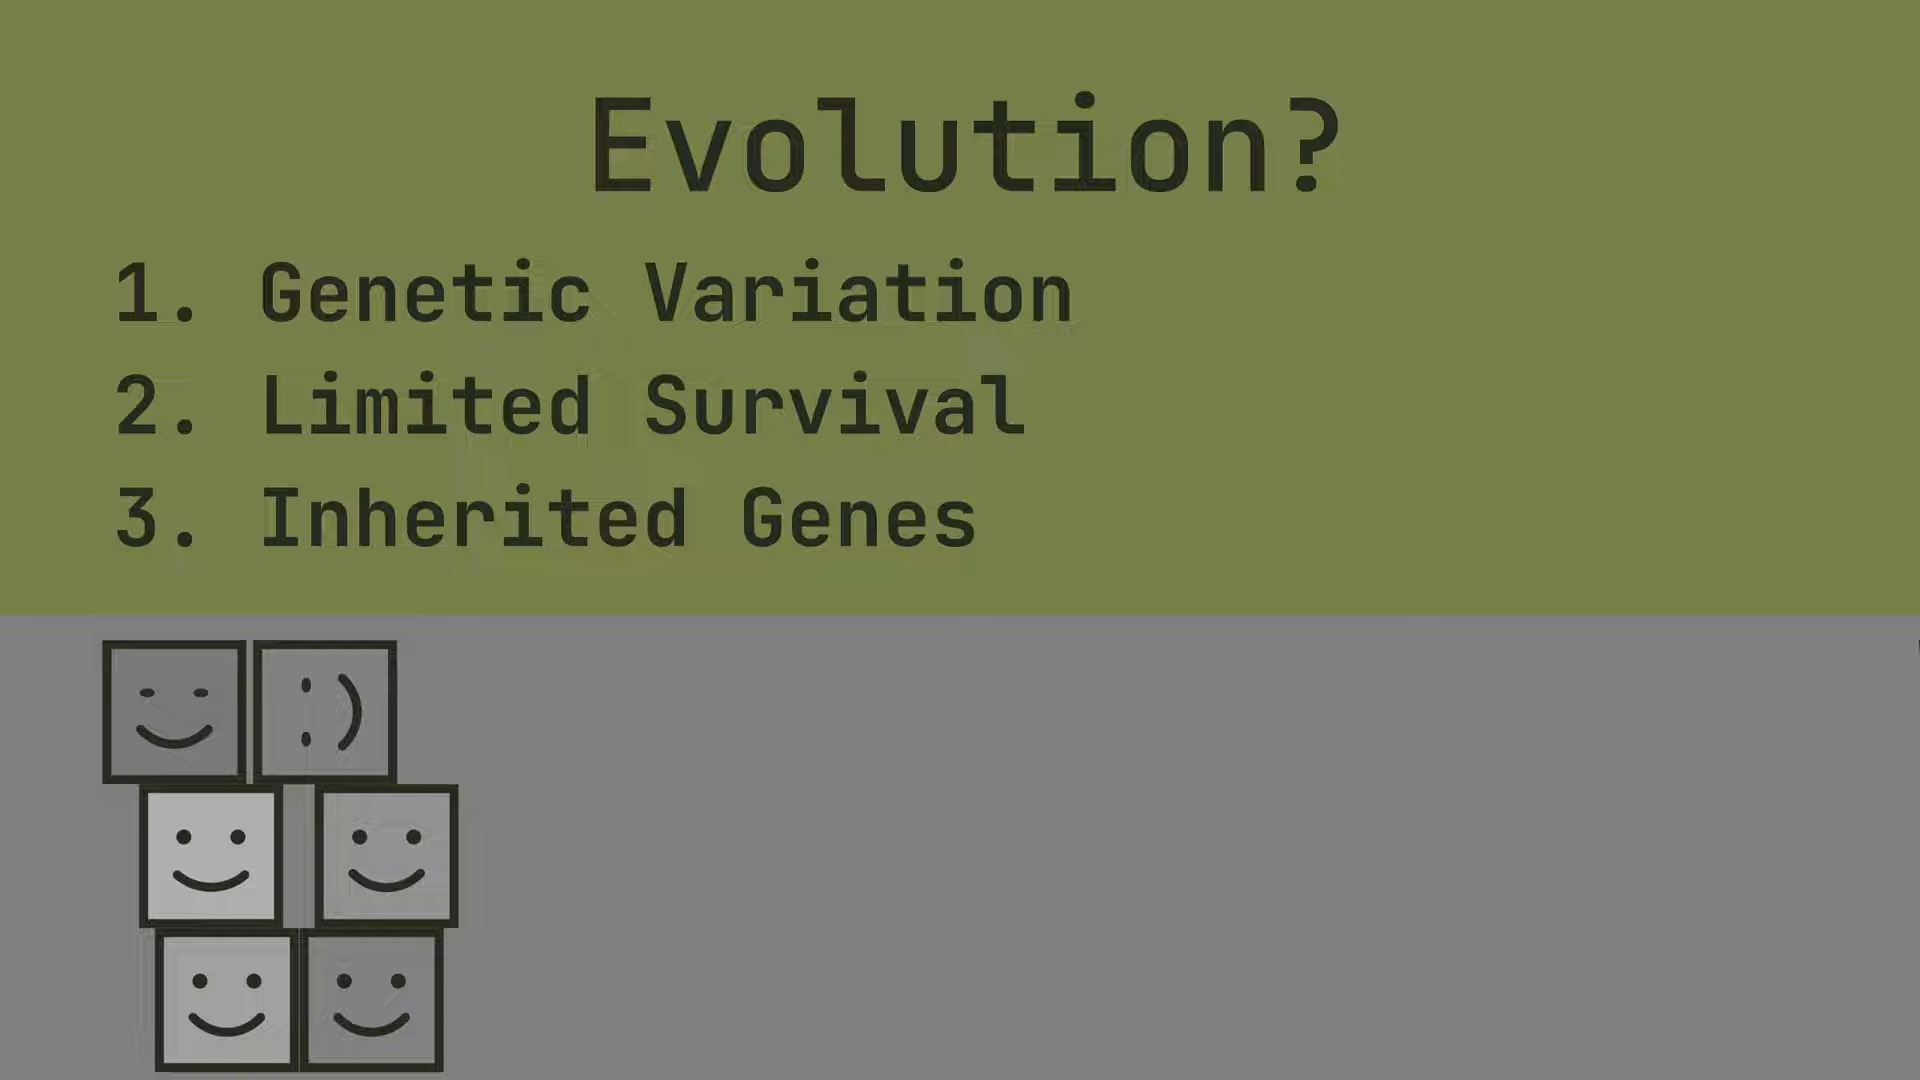 Evolution?
1. Genetic Variation
2. Limited Survival
3. Inherited Genes